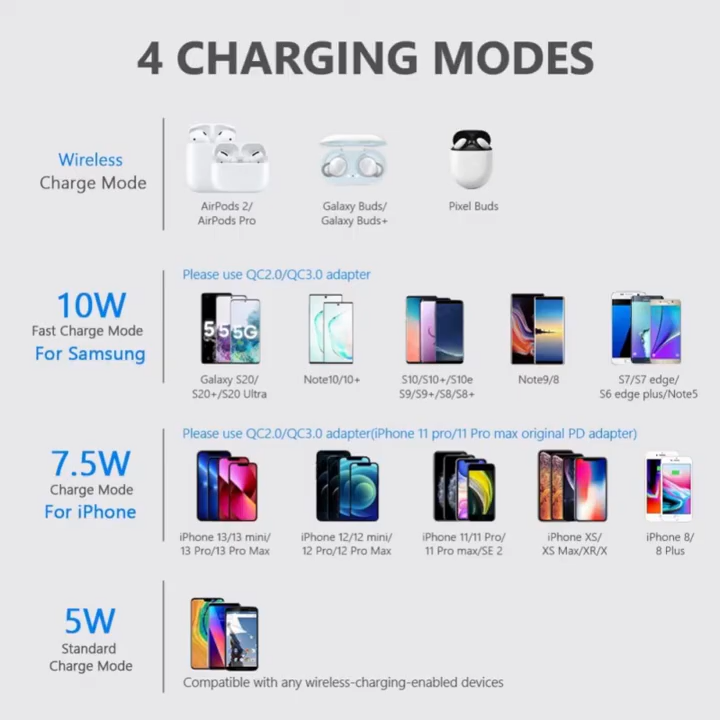 4 CHARGING MODES
Wireless
Charge Mode
AirPods 2/
AirPods Pro
Galaxy Buds/
Galaxy Buds+
Pixel Buds
10W
Fast Charge Mode
For Samsung
Please use QC2.0/QC3.0 adapter
5 5 5G
Galaxy S20/
S20+/S20 Ultra
Note10/10+
S10/S10+/S10e
S9/S9+/S8/S8+
Note9/8
S7/S7 edge/
S6 edge plus/Note5
7.5W
Charge Mode
For iPhone
Please use QC2.0/QC3.0 adapter(iPhone 11 pro/11 Pro max original PD adapter)
iPhone 13/13 mini/
13 Pro/13 Pro Max
iPhone 12/12 mini/
12 Pro/12 Pro Max
iPhone 11/11 Pro/
11 Pro max/SE 2
iPhone XS/
XS Max/XR/X
iPhone 8/
8 Plus
5W
Standard
Charge Mode
Compatible with any wireless-charging-enabled devices